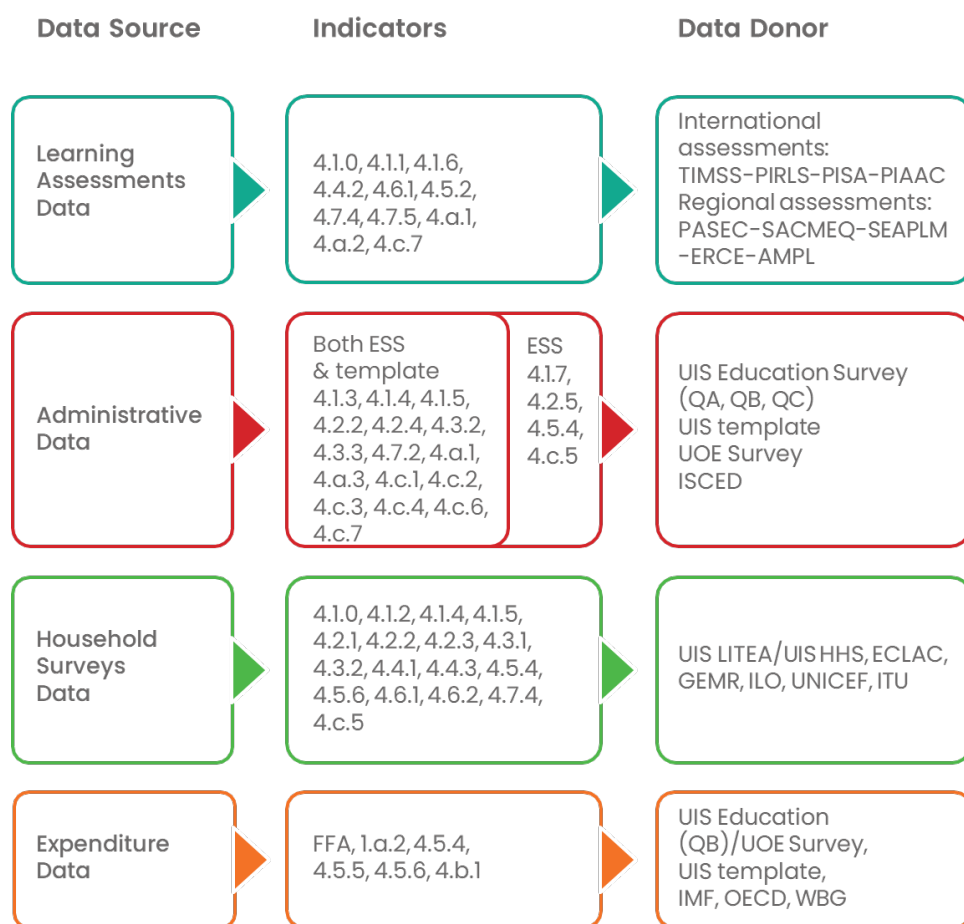 Data Source
Indicators
Data Donor
Learning
Assessments
Data
4.1.0, 4.1.1, 4.1.6,
4.4.2, 4.6.1, 4.5.2,
4.7.4, 4.7.5, 4.a.1,
4.a.2, 4.c.7
International
assessments:
TIMSS-PIRLS-PISA-PIAAC
Regional assessments:
PASEC-SACMEQ-SEAPLM
-ERCE-AMPL
Administrative
Data
Both ESS
& template
4.1.3, 4.1.4, 4.1.5,
4.2.2, 4.2.4, 4.3.2,
4.3.3, 4.7.2, 4.a.1,
4.a.3, 4.c.1, 4.c.2,
4.c.3, 4.c.4, 4.c.6,
4.c.7
ESS
4.1.7,
4.2.5,
4.5.4,
4.c.5
UIS Education Survey
(QA, QB, QC)
UIS template
UOE Survey
ISCED
Household
Surveys
Data
4.1.0, 4.1.2, 4.1.4, 4.1.5,
4.2.1, 4.2.2, 4.2.3, 4.3.1,
4.3.2, 4.4.1, 4.4.3, 4.5.4,
4.5.6, 4.6.1, 4.6.2, 4.7.4,
4.c.5
UIS LITEA/UIS HHS, ECLAC,
GEMR, ILO, UNICEF, ITU
Expenditure
Data
FFA, 1.a.2, 4.5.4,
4.5.5, 4.5.6, 4.b.1
UIS Education
(QB)/UOE Survey,
UIS template,
IMF, OECD, WBG